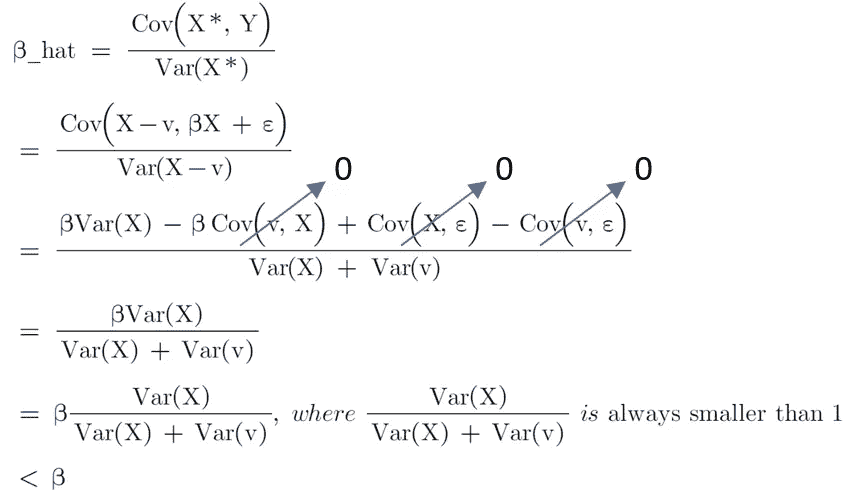 β_hat = Cov(X*, Y) / Var(X*)
= Cov(X – v, βX + ε) / Var(X – v)
0 0 0
= βVar(X) – β Cov(v, X) + Cov(X, ε) – Cov(v, ε) / Var(X) + Var(v)
= βVar(X) / Var(X) + Var(v)
= β Var(X) / Var(X) + Var(v), where Var(X) / Var(X) + Var(v) is always smaller than 1
< β